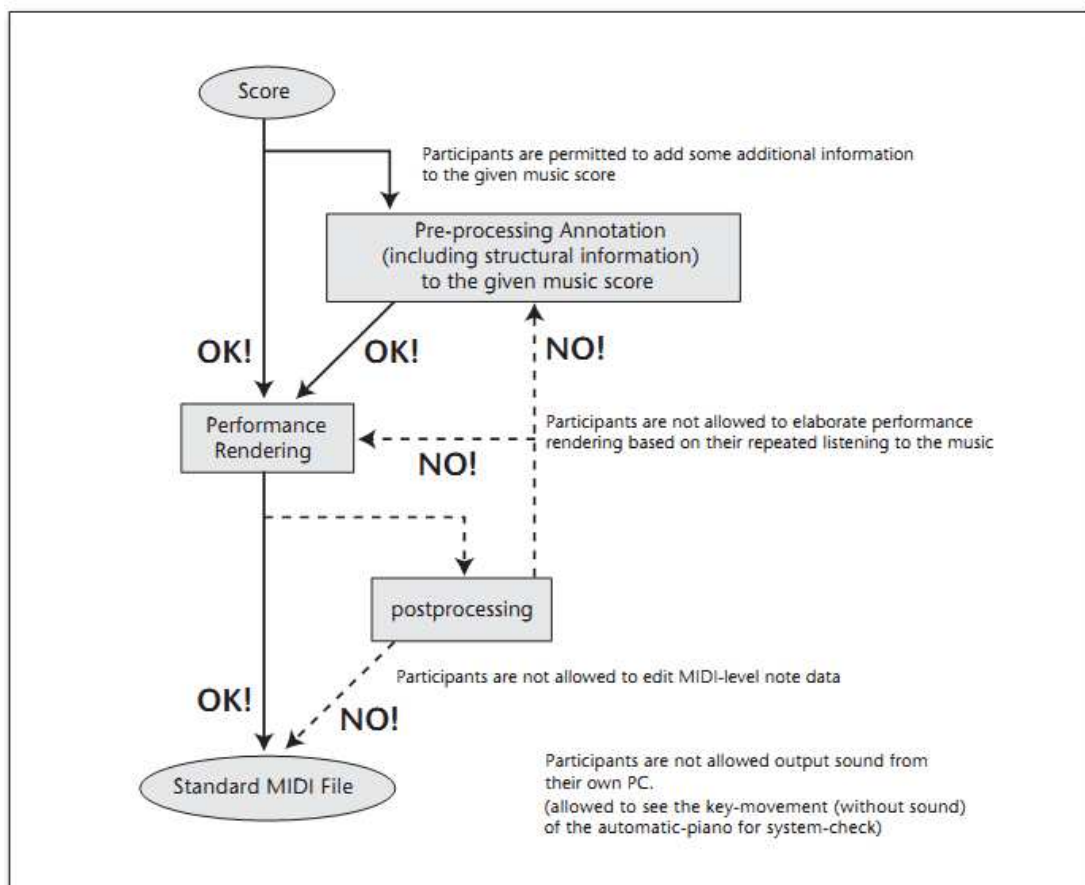 Score
Participants are permitted to add some additional information
to the given music score
Pre-processing Annotation
(including structural information)
to the given music score
OK!
OK!
NO!
Performance
Rendering
Participants are not allowed to elaborate performance
rendering based on their repeated listening to the music
NO!
postprocessing
Participants are not allowed to edit MIDI-level note data
OK!
NO!
Standard MIDI File
Participants are not allowed output sound from
their own PC.
(allowed to see the key-movement (without sound)
of the automatic-piano for system-check)